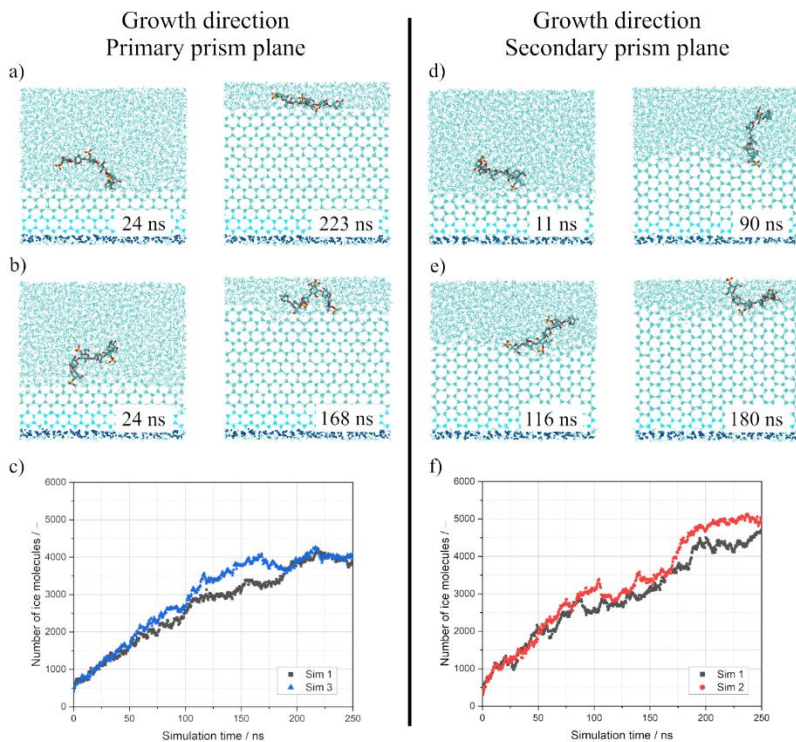 Growth direction
Primary prism plane
a)
24 ns
223 ns
b)
24 ns
168 ns
c)
Number of ice molecules / –
6000
5000
4000
3000
2000
1000
0
0
50
100
150
200
250
Simulation time / ns
Sim 1
Sim 3
Growth direction
Secondary prism plane
d)
11 ns
90 ns
e)
116 ns
180 ns
f)
Number of ice molecules / –
6000
5000
4000
3000
2000
1000
0
0
50
100
150
200
250
Simulation time / ns
Sim 1
Sim 2